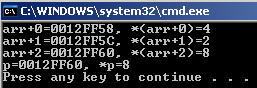 C:\WINDOWS\system32\cmd.exe
arr+0=0012FF58, *(arr+0)=4
arr+1=0012FF5C, *(arr+1)=2
arr+2=0012FF60, *(arr+2)=8
p=0012FF60, *p=8
Press any key to continue . . .